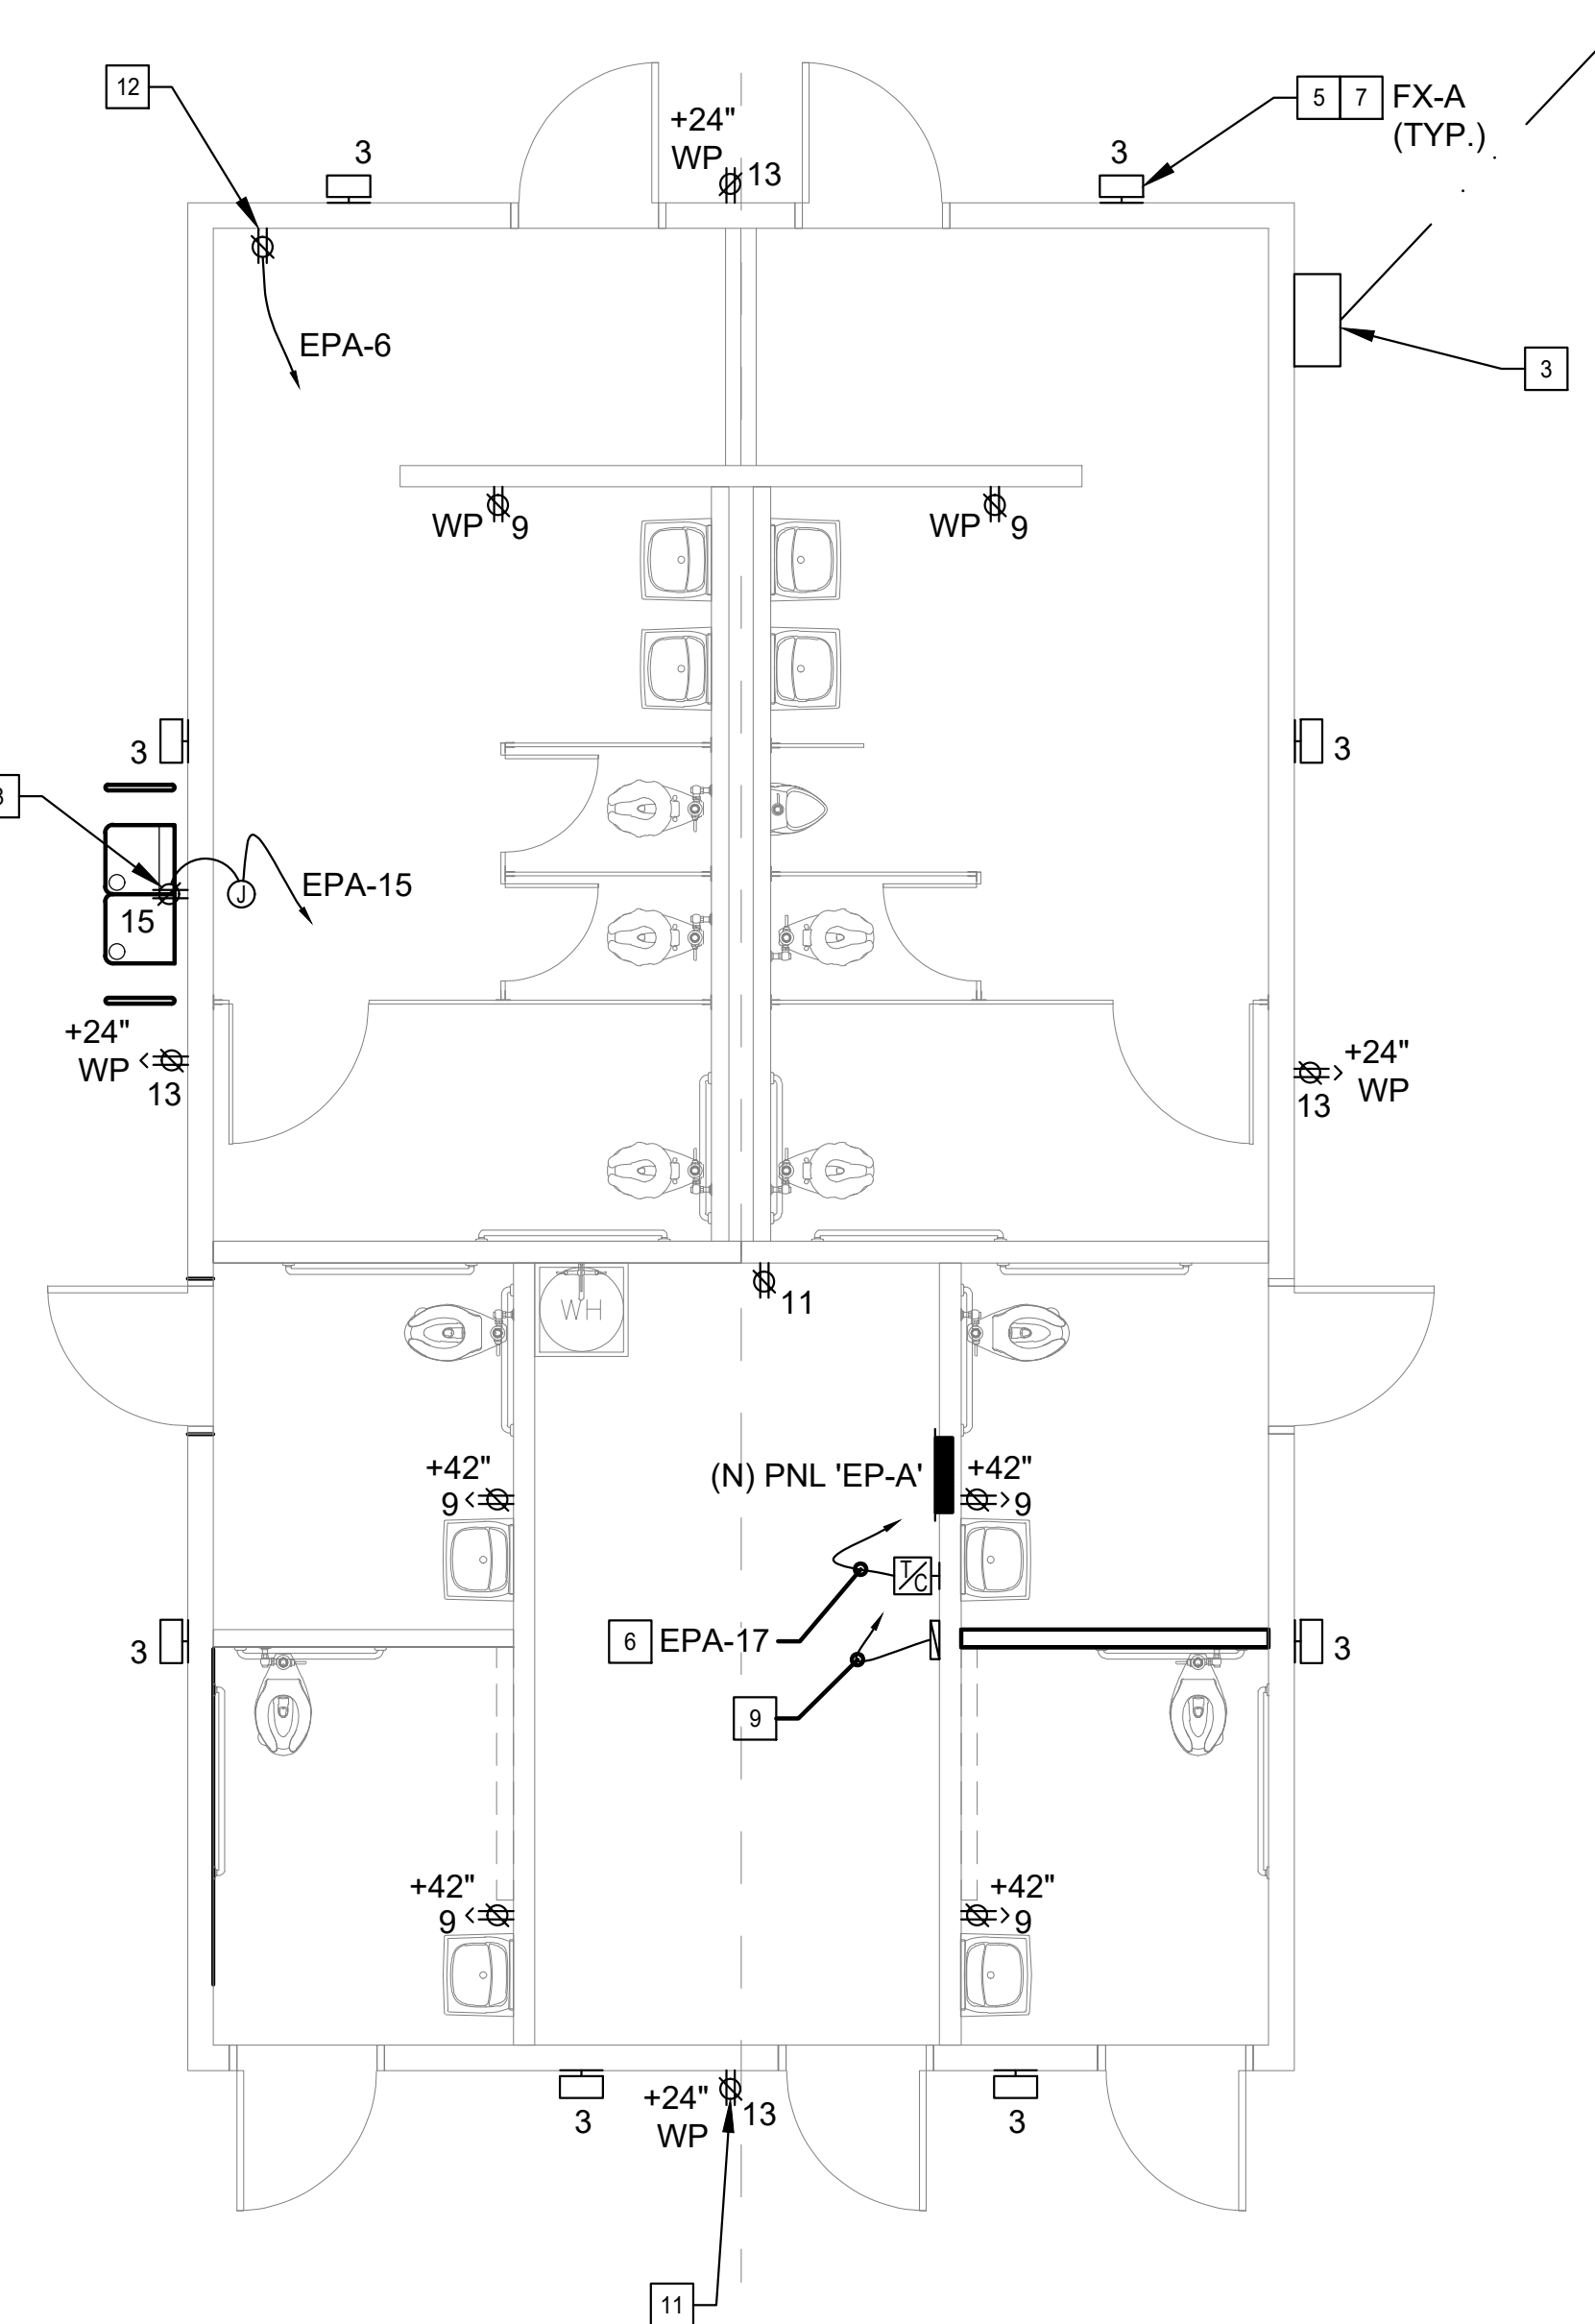 12
5 7 FX-A
(TYP.)
+24"
WP
13
3
3
EPA-6
3
WP 9
WP 9
3
3
EPA-15
J
15
+24"
WP
13
+24"
WP
13
WH
11
+42"
9
(N) PNL 'EP-A'
+42"
9
T/C
6 EPA-17
3
3
9
+42"
9
+42"
9
3
+24"
WP
13
3
11